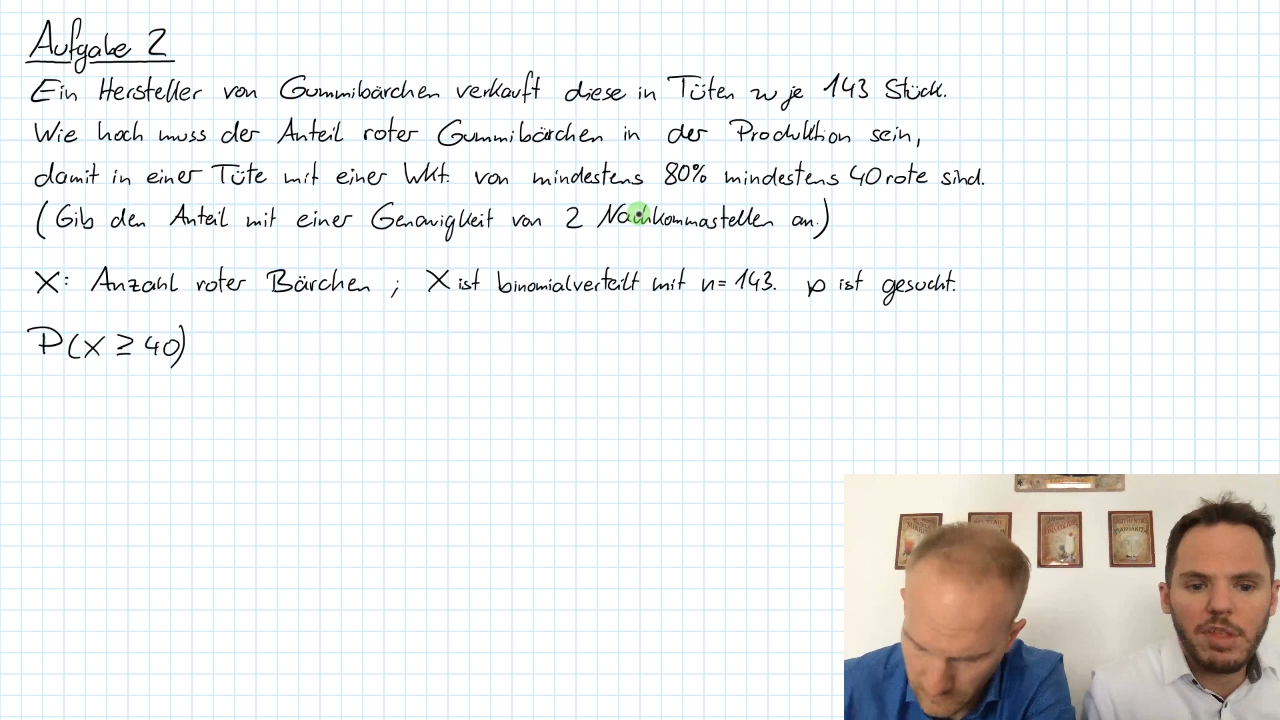 Aufgabe 2
Ein Hersteller von Gummibärchen verkauft diese in Tüten zu je 143 Stück.
Wie hoch muss der Anteil roter Gummibärchen in der Produktion sein,
damit in einer Tüte mit einer Wkt. von mindestens 80% mindestens 40 rote sind.
(Gib den Anteil mit einer Genauigkeit von 2 Nachkommastellen an.)
X: Anzahl roter Bärchen ; X ist binomialverteilt mit n = 143. p ist gesucht.
P(X ≥ 40)